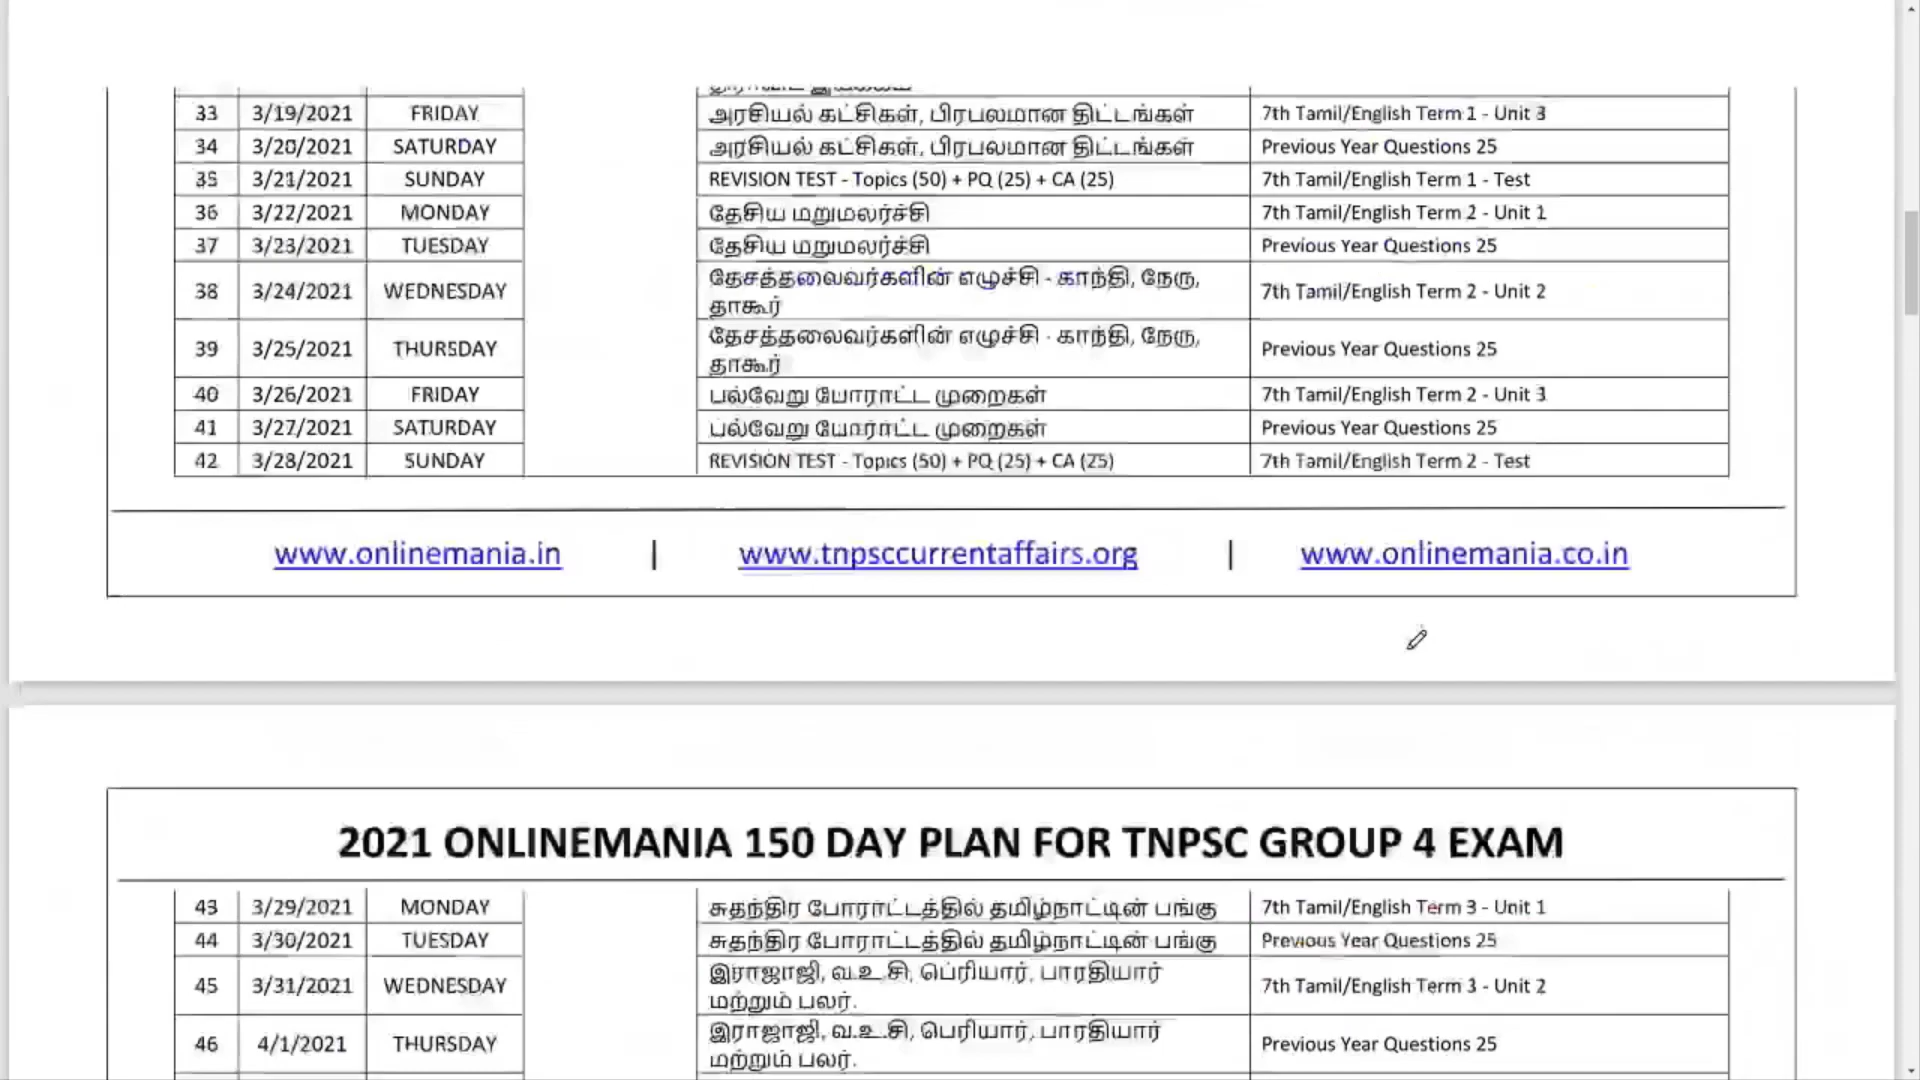 33 3/19/2021 FRIDAY அரசியல் கட்சிகள், பிரபலமான திட்டங்கள் 7th Tamil/English Term 1 - Unit 3
34 3/20/2021 SATURDAY அரசியல் கட்சிகள், பிரபலமான திட்டங்கள் Previous Year Questions 25
35 3/21/2021 SUNDAY REVISION TEST - Topics (50) + PQ (25) + CA (25) 7th Tamil/English Term 1 - Test
36 3/22/2021 MONDAY தேசிய மறுமலர்ச்சி 7th Tamil/English Term 2 - Unit 1
37 3/23/2021 TUESDAY தேசிய மறுமலர்ச்சி Previous Year Questions 25
38 3/24/2021 WEDNESDAY தேசத்தலைவர்களின் எழுச்சி - காந்தி, நேரு, 7th Tamil/English Term 2 - Unit 2
தாகூர்
39 3/25/2021 THURSDAY தேசத்தலைவர்களின் எழுச்சி - காந்தி, நேரு, Previous Year Questions 25
தாகூர்
40 3/26/2021 FRIDAY பல்வேறு போராட்ட முறைகள் 7th Tamil/English Term 2 - Unit 3
41 3/27/2021 SATURDAY பல்வேறு போராட்ட முறைகள் Previous Year Questions 25
42 3/28/2021 SUNDAY REVISION TEST - Topics (50) + PQ (25) + CA (25) 7th Tamil/English Term 2 - Test
www.onlinemania.in | www.tnpsccurrentaffairs.org | www.onlinemania.co.in
2021 ONLINEMANIA 150 DAY PLAN FOR TNPSC GROUP 4 EXAM
43 3/29/2021 MONDAY சுதந்திர போராட்டத்தில் தமிழ்நாட்டின் பங்கு 7th Tamil/English Term 3 - Unit 1
44 3/30/2021 TUESDAY சுதந்திர போராட்டத்தில் தமிழ்நாட்டின் பங்கு Previous Year Questions 25
45 3/31/2021 WEDNESDAY இராஜாஜி, வ.உ.சி, பெரியார், பாரதியார் 7th Tamil/English Term 3 - Unit 2
மற்றும் பலர்.
46 4/1/2021 THURSDAY இராஜாஜி, வ.உ.சி, பெரியார், பாரதியார் Previous Year Questions 25
மற்றும் பலர்.